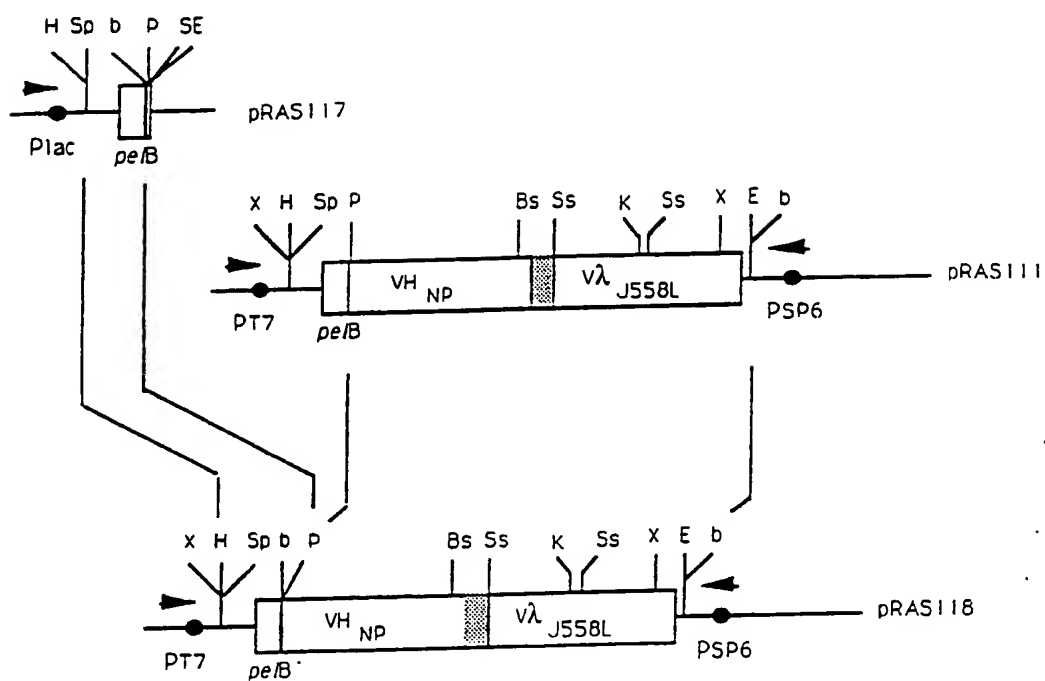 H Sp b P SE
pRAS117
Plac pelB
X H Sp P Bs Ss K Ss X E b
VH NP Vλ J558L
pRAS111
PT7 pelB PSP6
X H Sp b P Bs Ss K Ss X E b
VH NP Vλ J558L
pRAS118
PT7 pelB PSP6